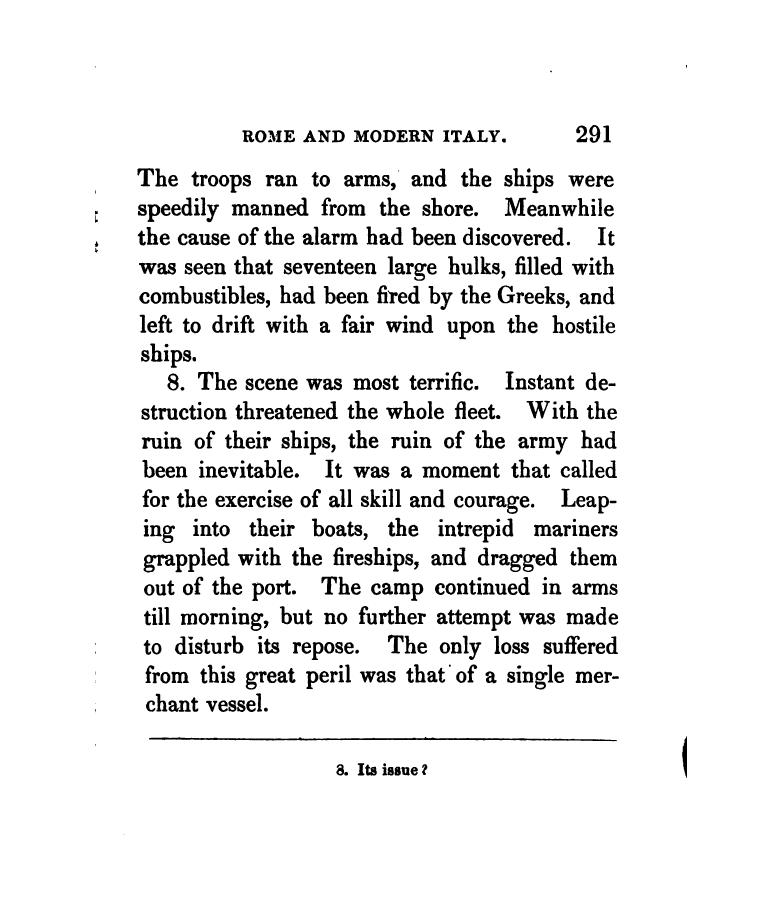 ROME AND MODERN ITALY. 291
The troops ran to arms, and the ships were
speedily manned from the shore. Meanwhile
the cause of the alarm had been discovered. It
was seen that seventeen large hulks, filled with
combustibles, had been fired by the Greeks, and
left to drift with a fair wind upon the hostile
ships.
8. The scene was most terrific. Instant de-
struction threatened the whole fleet. With the
ruin of their ships, the ruin of the army had
been inevitable. It was a moment that called
for the exercise of all skill and courage. Leap-
ing into their boats, the intrepid mariners
grappled with the fireships, and dragged them
out of the port. The camp continued in arms
till morning, but no further attempt was made
to disturb its repose. The only loss suffered
from this great peril was that of a single mer-
chant vessel.
8. Its issue?